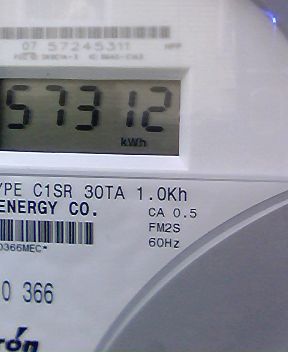 07 57245311
57312
kWh
YPE C1SR 30TA 1.0Kh
ENERGY CO.
CA 0.5
FM2S
60Hz
0366MEC*
0 366
rón